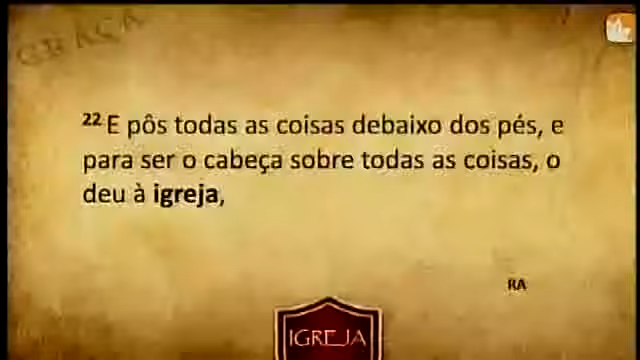 GRAÇA
22 E pôs todas as coisas debaixo dos pés, e
para ser o cabeça sobre todas as coisas, o
deu à igreja,
RA
IGREJA